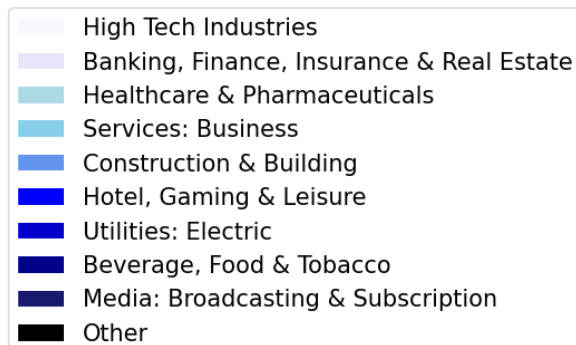 High Tech Industries
Banking, Finance, Insurance & Real Estate
Healthcare & Pharmaceuticals
Services: Business
Construction & Building
Hotel, Gaming & Leisure
Utilities: Electric
Beverage, Food & Tobacco
Media: Broadcasting & Subscription
Other